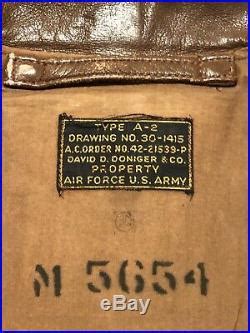 TYPE A-2
DRAWING NO. 30-1415
A.C. ORDER NO. 42-21539-P
DAVID D. DONIGER & CO.
PROPERTY
AIR FORCE U.S. ARMY
M 5654